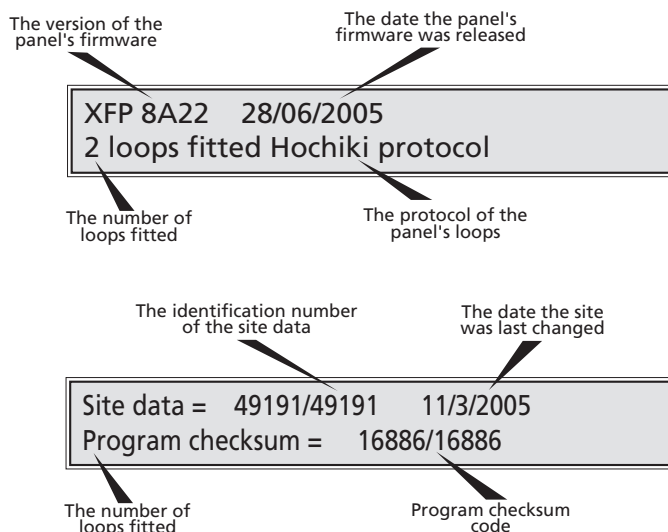 The version of the
panel's firmware
The date the panel's
firmware was released
XFP 8A22 28/06/2005
2 loops fitted Hochiki protocol
The number of
loops fitted
The protocol of the
panel's loops
The identification number
of the site data
The date the site
was last changed
Site data = 49191/49191 11/3/2005
Program checksum = 16886/16886
The number of
loops fitted
Program checksum
code